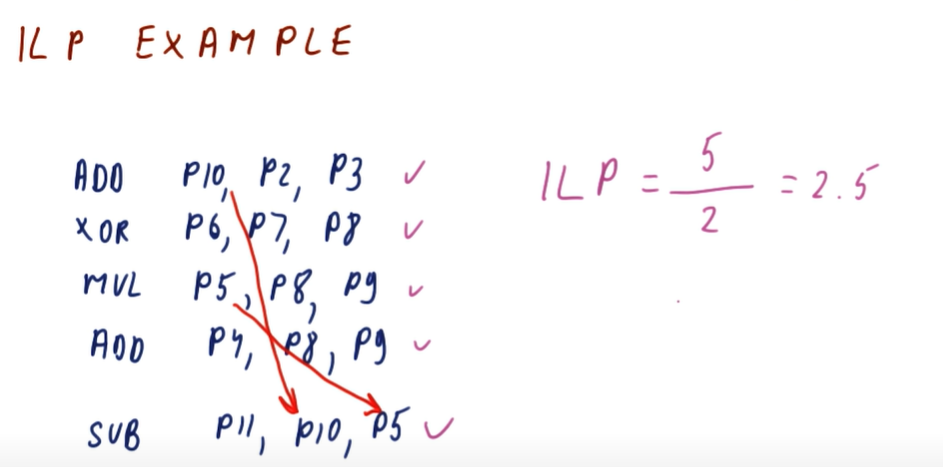 ILP EXAMPLE
ADD P10, P2, P3 ✓
XOR P6, P7, P8 ✓
MUL P5, P8, P9 ✓
ADD P4, P8, P9 ✓
SUB P11, P10, P5 ✓
ILP = 5/2 = 2.5